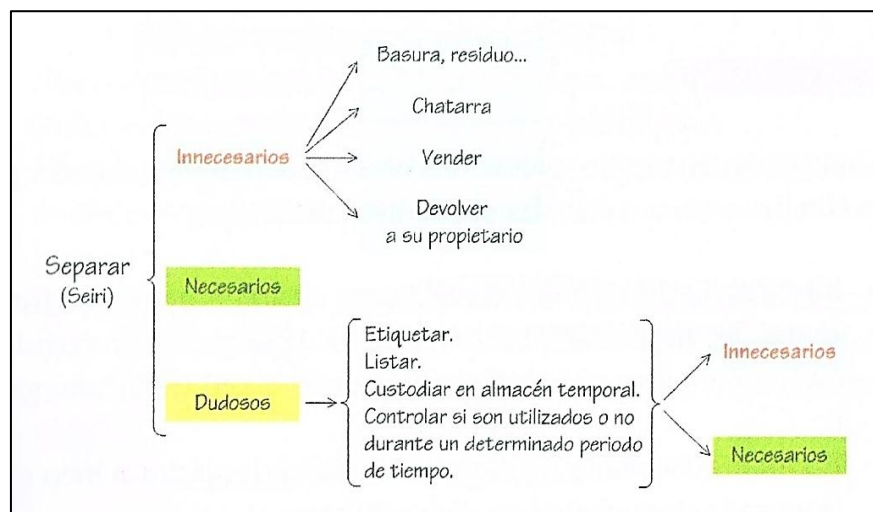 Separar
(Seiri)
Innecesarios
Basura, residuo...
Chatarra
Vender
Devolver
a su propietario
Necesarios
Dudosos
Etiquetar.
Listar.
Custodiar en almacén temporal.
Controlar si son utilizados o no
durante un determinado periodo
de tiempo.
Innecesarios
Necesarios